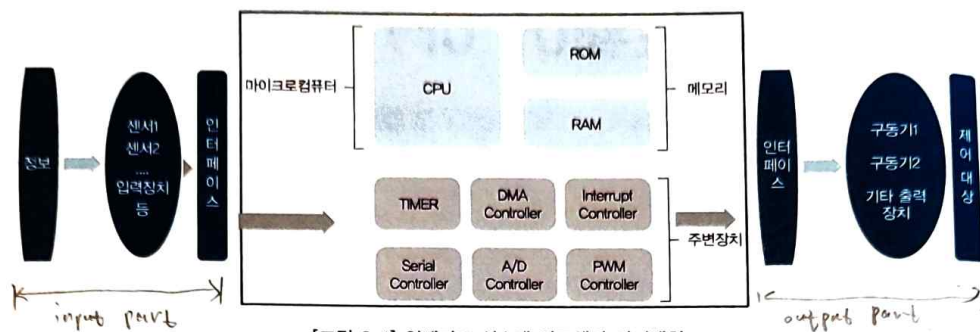 정보
센서1
센서2
....
입력장치
등
인터페이스
마이크로컴퓨터
CPU
ROM
RAM
메모리
TIMER
DMA
Controller
Interrupt
Controller
Serial
Controller
A/D
Controller
PWM
Controller
주변장치
인터
페이스
구동기1
구동기2
기타 출력
장치
제어대상
input part
output part